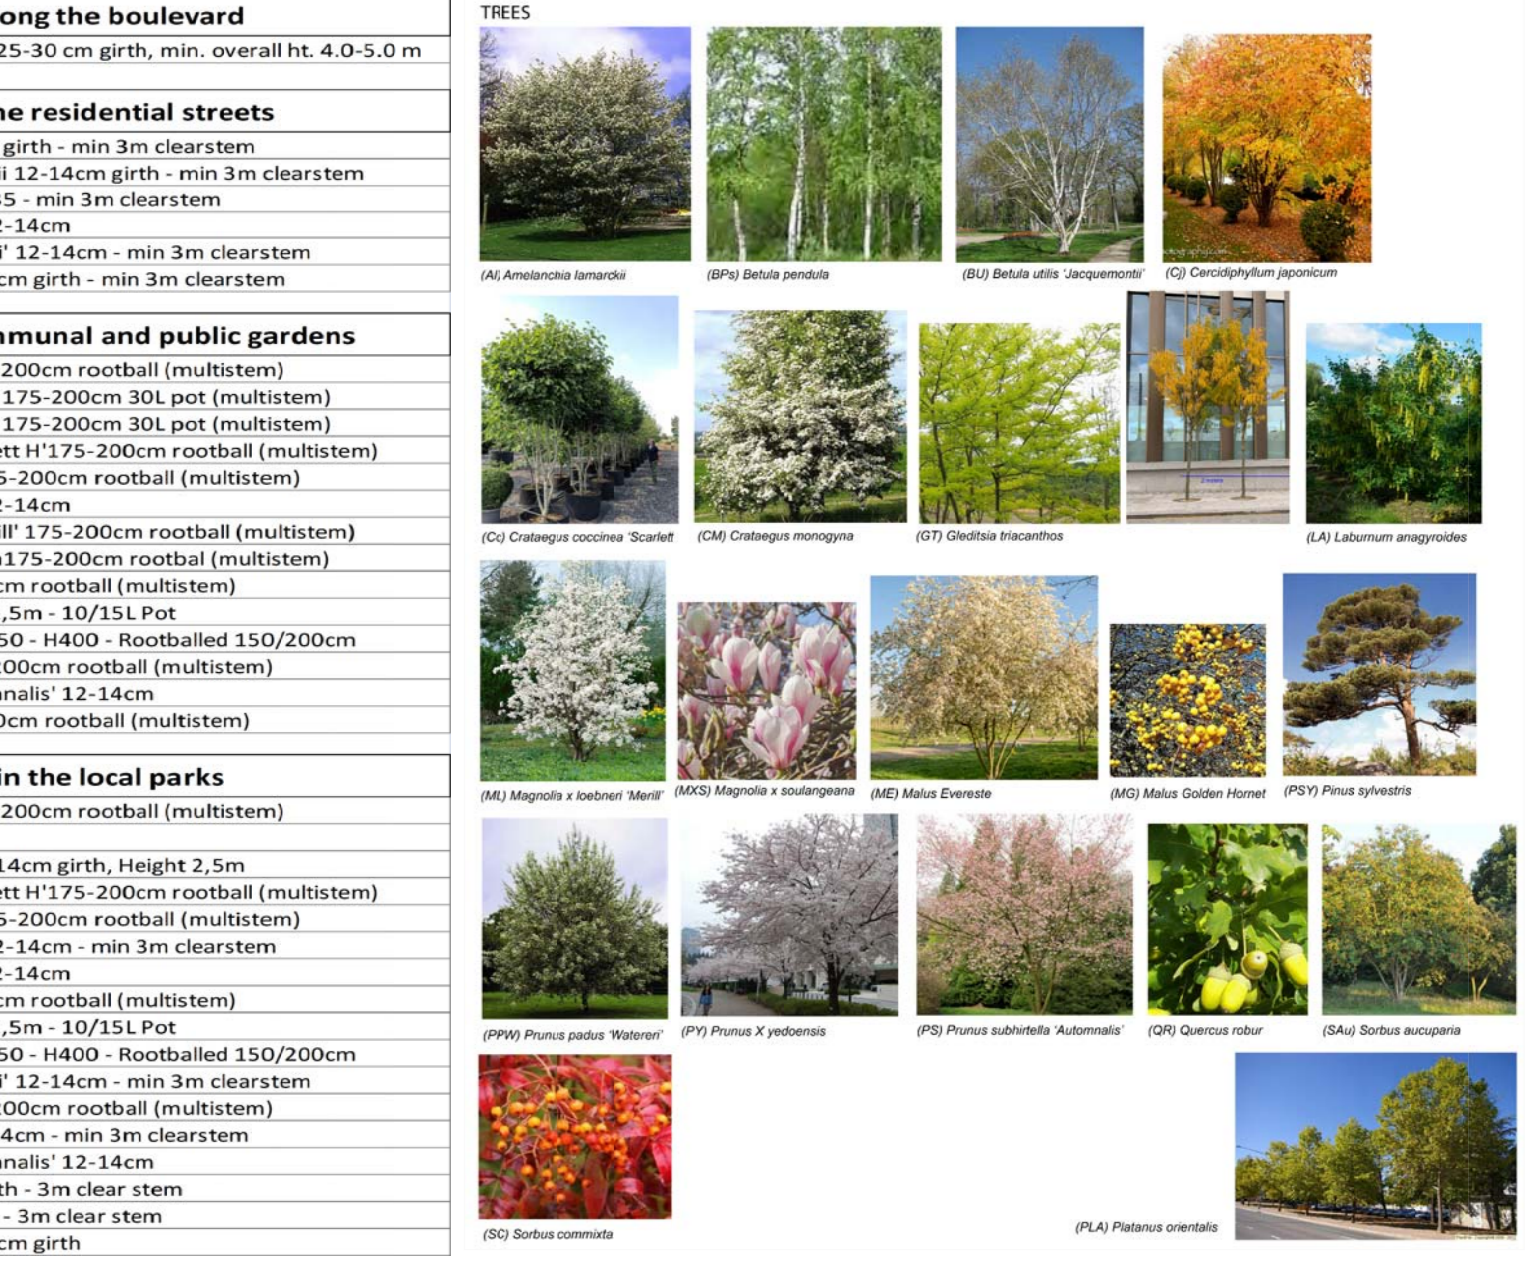 ong the boulevard
25-30 cm girth, min. overall ht. 4.0-5.0 m
ne residential streets
girth - min 3m clearstem
ii 12-14cm girth - min 3m clearstem
35 - min 3m clearstem
2-14cm
i' 12-14cm - min 3m clearstem
cm girth - min 3m clearstem
mmunal and public gardens
200cm rootball (multistem)
175-200cm 30L pot (multistem)
175-200cm 30L pot (multistem)
ett H'175-200cm rootball (multistem)
5-200cm rootball (multistem)
2-14cm
ill' 175-200cm rootball (multistem)
a175-200cm rootbal (multistem)
cm rootball (multistem)
,5m - 10/15L Pot
50 - H400 - Rootballed 150/200cm
200cm rootball (multistem)
nnalis' 12-14cm
0cm rootball (multistem)
in the local parks
200cm rootball (multistem)
14cm girth, Height 2,5m
ett H'175-200cm rootball (multistem)
5-200cm rootball (multistem)
2-14cm - min 3m clearstem
2-14cm
cm rootball (multistem)
,5m - 10/15L Pot
50 - H400 - Rootballed 150/200cm
i' 12-14cm - min 3m clearstem
200cm rootball (multistem)
4cm - min 3m clearstem
nnalis' 12-14cm
th - 3m clear stem
- 3m clear stem
cm girth
TREES
(Al) Amelanchia lamarckii
(BPs) Betula pendula
(BU) Betula utilis 'Jacquemontii'
(Cj) Cercidiphyllum japonicum
(Cc) Crataegus coccinea 'Scarlett
(CM) Crataegus monogyna
(GT) Gleditsia triacanthos
(LA) Laburnum anagyroides
(ML) Magnolia x loebneri 'Merill'
(MXS) Magnolia x soulangeana
(ME) Malus Evereste
(MG) Malus Golden Hornet
(PSY) Pinus sylvestris
(PPW) Prunus padus 'Watereri'
(PY) Prunus X yedoensis
(PS) Prunus subhirtella 'Automnalis'
(QR) Quercus robur
(SAu) Sorbus aucuparia
(SC) Sorbus commixta
(PLA) Platanus orientalis